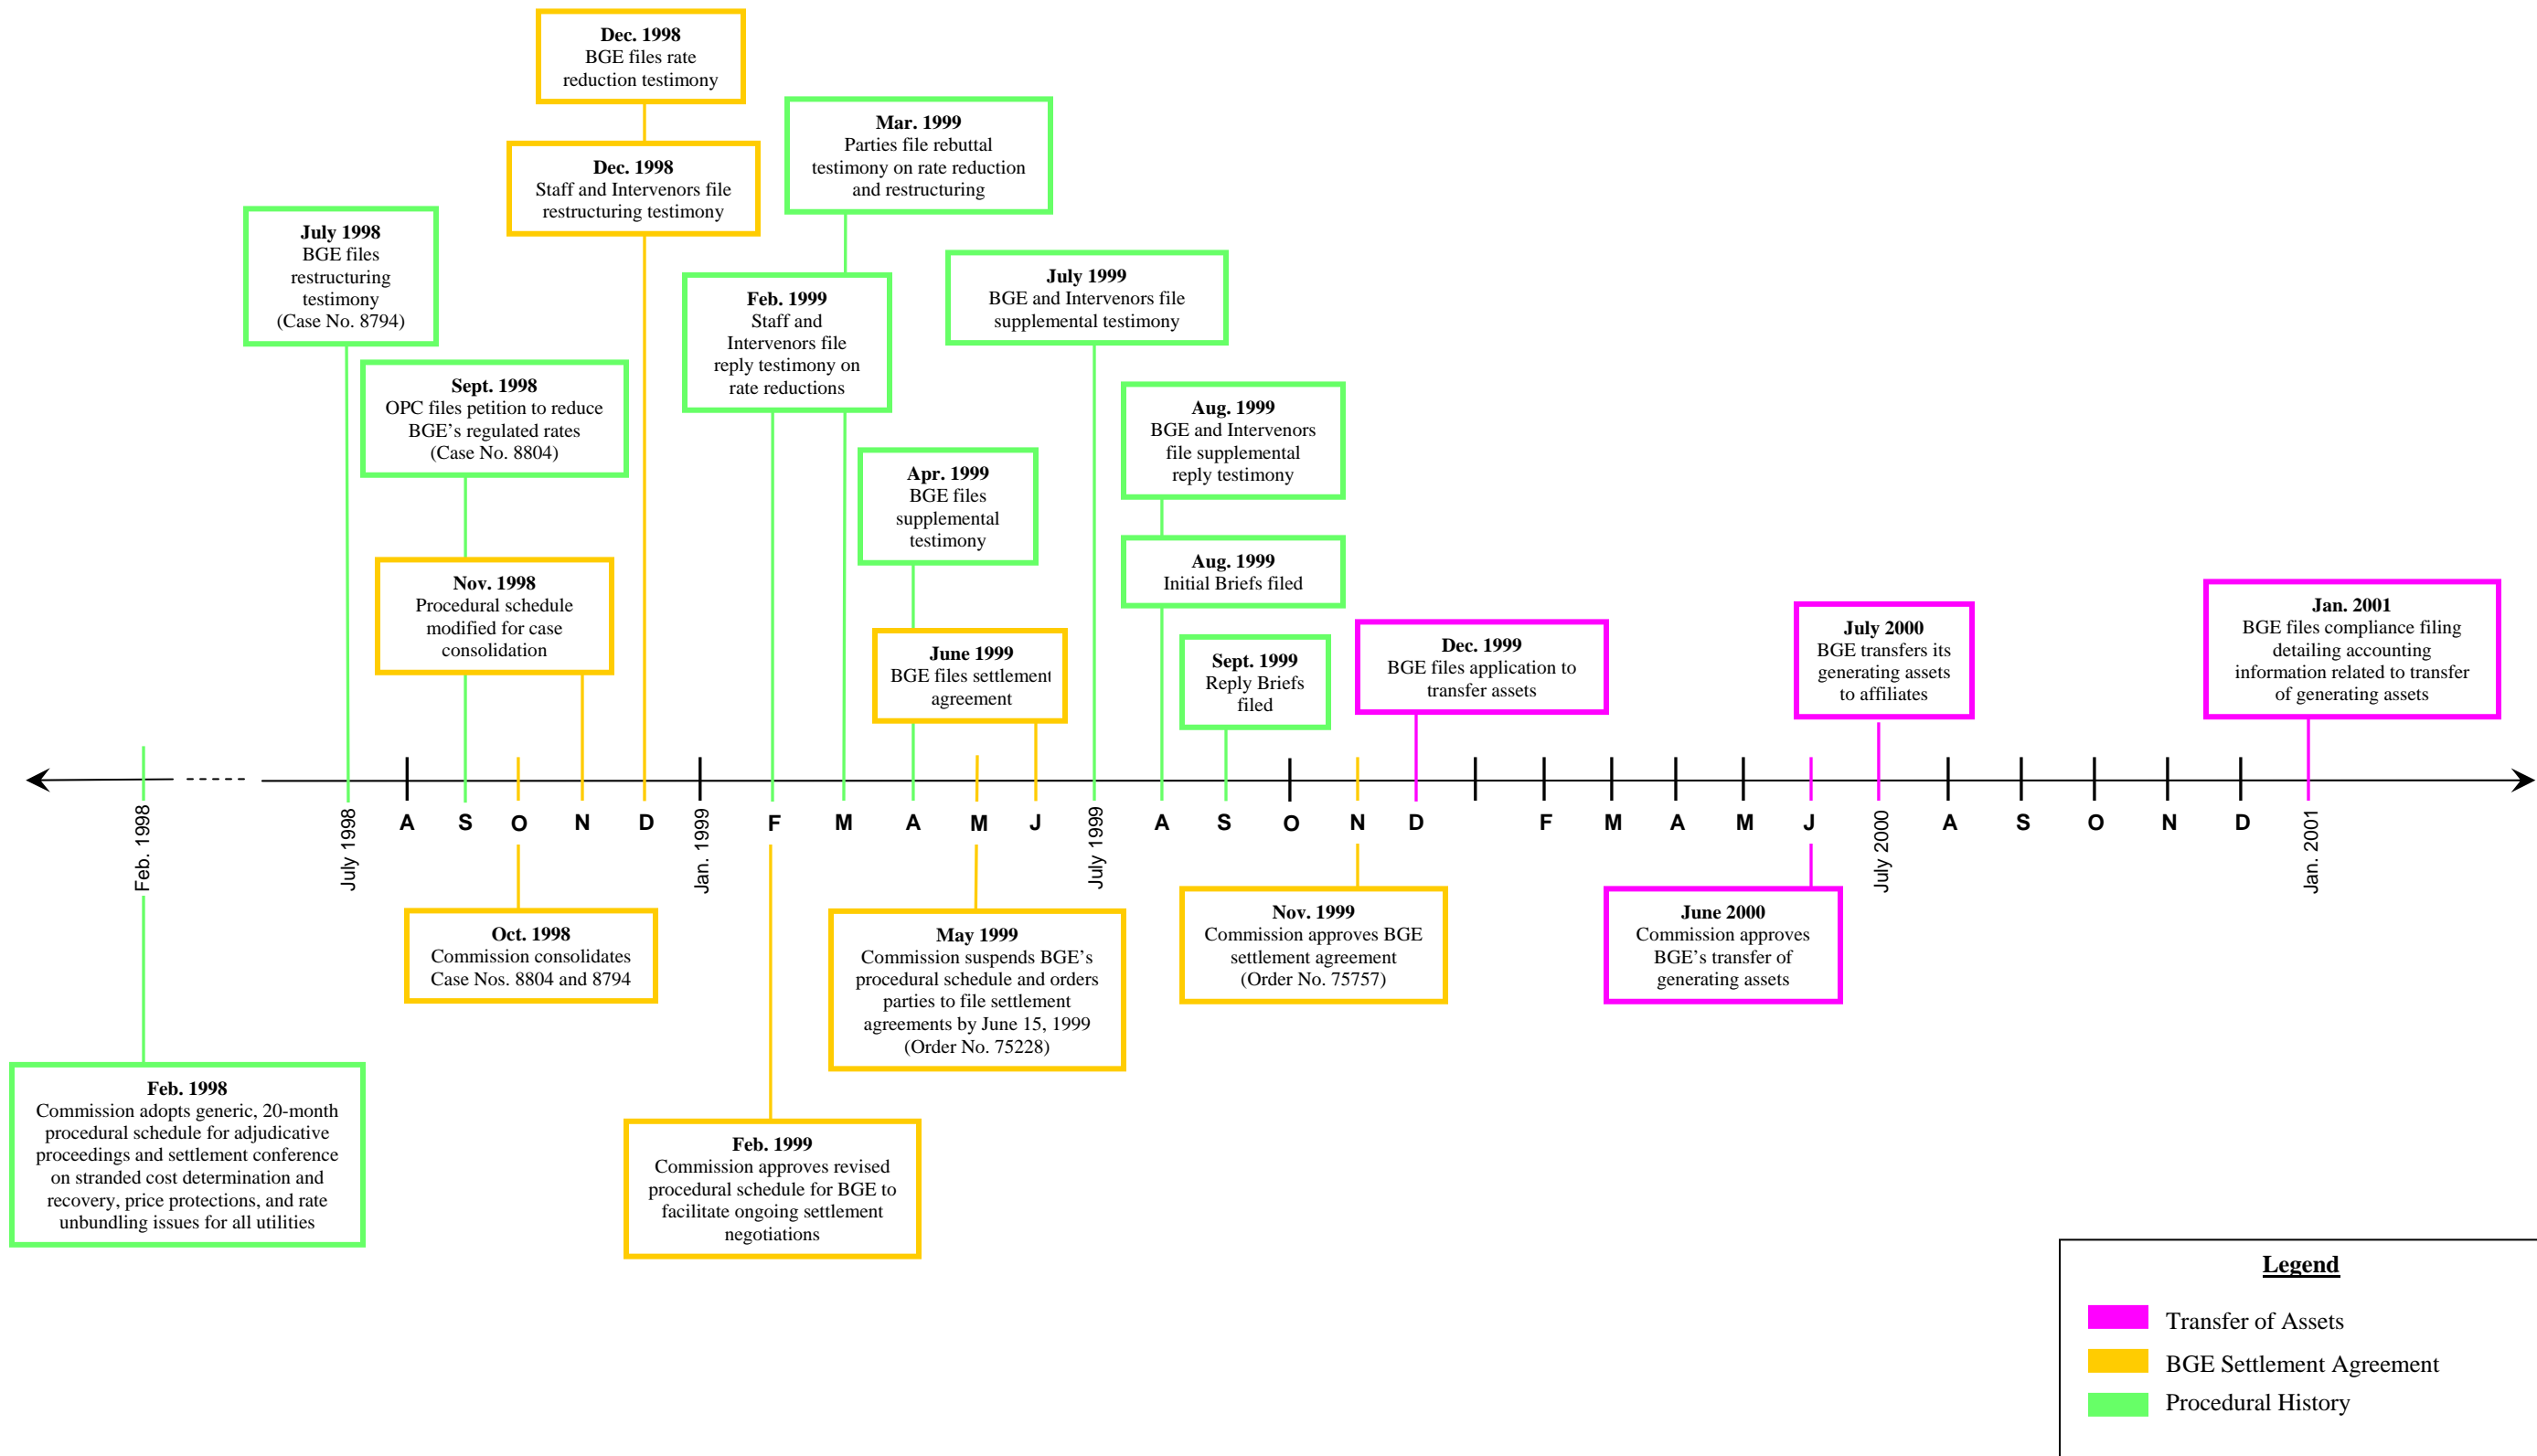 Dec. 1998
BGE files rate
reduction testimony
Dec. 1998
Staff and Intervenors file
restructuring testimony
Mar. 1999
Parties file rebuttal
testimony on rate reduction
and restructuring
July 1998
BGE files
restructuring
testimony
(Case No. 8794)
Feb. 1999
Staff and
Intervenors file
reply testimony on
rate reductions
July 1999
BGE and Intervenors file
supplemental testimony
Sept. 1998
OPC files petition to reduce
BGE’s regulated rates
(Case No. 8804)
Aug. 1999
BGE and Intervenors
file supplemental
reply testimony
Apr. 1999
BGE files
supplemental
testimony
Nov. 1998
Procedural schedule
modified for case
consolidation
Aug. 1999
Initial Briefs filed
June 1999
BGE files settlement
agreement
Sept. 1999
Reply Briefs
filed
Dec. 1999
BGE files application to
transfer assets
July 2000
BGE transfers its
generating assets
to affiliates
Jan. 2001
BGE files compliance filing
detailing accounting
information related to transfer
of generating assets
Feb. 1998
July 1998
A
S
O
N
D
Jan. 1999
F
M
A
M
J
July 1999
A
S
O
N
D
F
M
A
M
J
July 2000
A
S
O
N
D
Jan. 2001
Oct. 1998
Commission consolidates
Case Nos. 8804 and 8794
May 1999
Commission suspends BGE’s
procedural schedule and orders
parties to file settlement
agreements by June 15, 1999
(Order No. 75228)
Nov. 1999
Commission approves BGE
settlement agreement
(Order No. 75757)
June 2000
Commission approves
BGE’s transfer of
generating assets
Feb. 1998
Commission adopts generic, 20-month
procedural schedule for adjudicative
proceedings and settlement conference
on stranded cost determination and
recovery, price protections, and rate
unbundling issues for all utilities
Feb. 1999
Commission approves revised
procedural schedule for BGE to
facilitate ongoing settlement
negotiations
Legend
Transfer of Assets
BGE Settlement Agreement
Procedural History